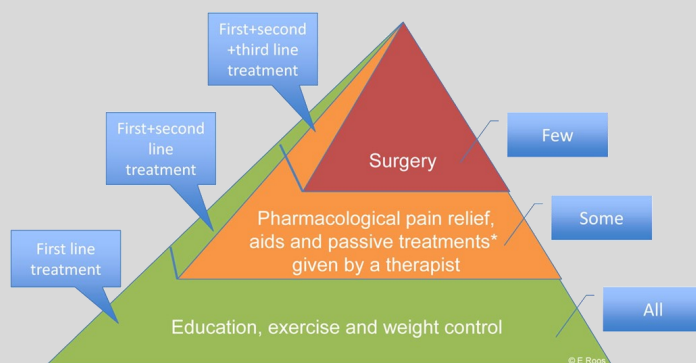 First+second
+third line
treatment
First+second
line
treatment
First line
treatment
Surgery
Pharmacological pain relief,
aids and passive treatments*
given by a therapist
Education, exercise and weight control
Few
Some
All
© E Roos